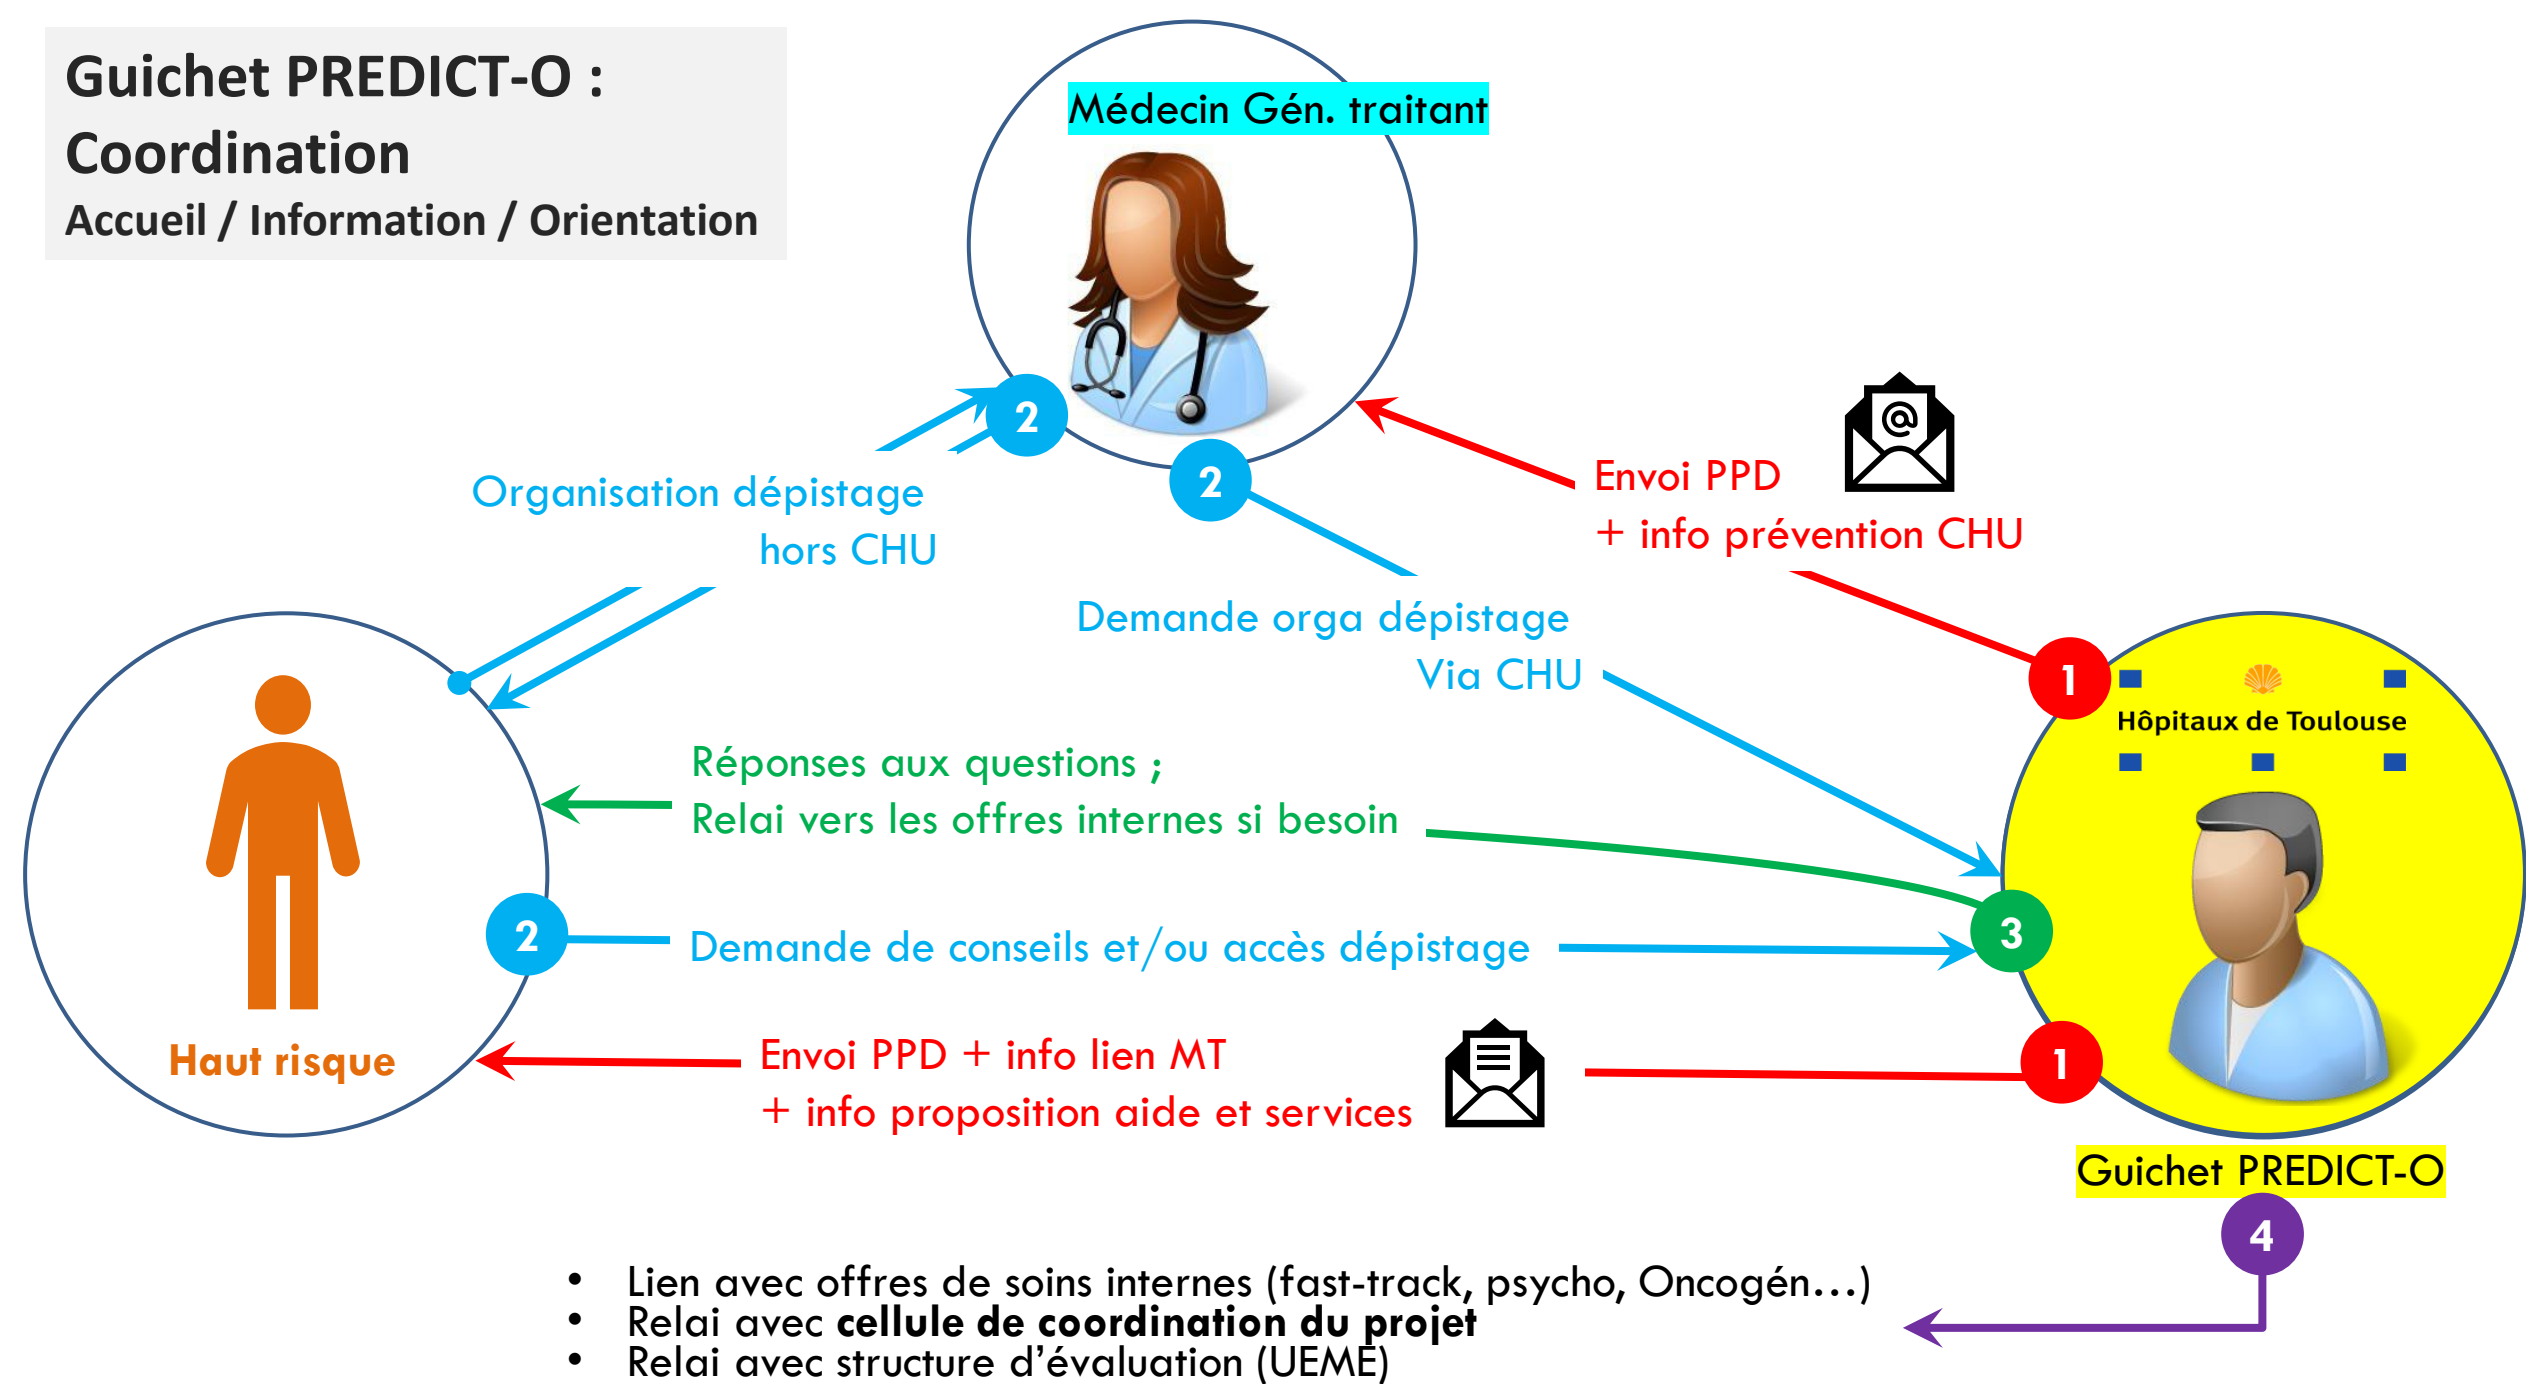 Guichet PREDICT-O :
Coordination
Accueil / Information / Orientation
Médecin Gén. traitant
2
2
Organisation dépistage
hors CHU
Envoi PPD
+ info prévention CHU
Demande orga dépistage
Via CHU
1
Hôpitaux de Toulouse
Réponses aux questions ;
Relai vers les offres internes si besoin
3
2
Demande de conseils et/ou accès dépistage
Haut risque
Envoi PPD + info lien MT
+ info proposition aide et services
1
Guichet PREDICT-O
4
• Lien avec offres de soins internes (fast-track, psycho, Oncogén…)
• Relai avec cellule de coordination du projet
• Relai avec structure d’évaluation (UEME)